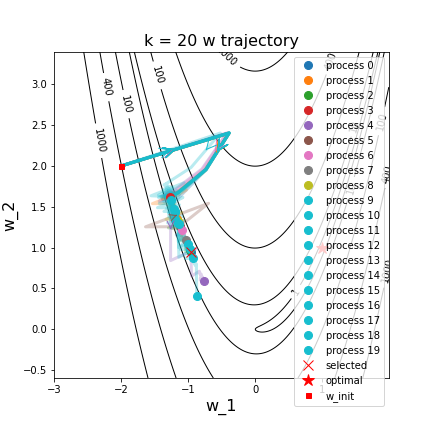 k = 20 w trajectory
1000
400
100
100
process 0
process 1
process 2
process 3
process 4
process 5
process 6
process 7
process 8
process 9
process 10
process 11
process 12
process 13
process 14
process 15
process 16
process 17
process 18
process 19
selected
optimal
w_init
w_2
3.0
2.5
2.0
1.5
1.0
0.5
0.0
−0.5
−3
−2
−1
0
w_1